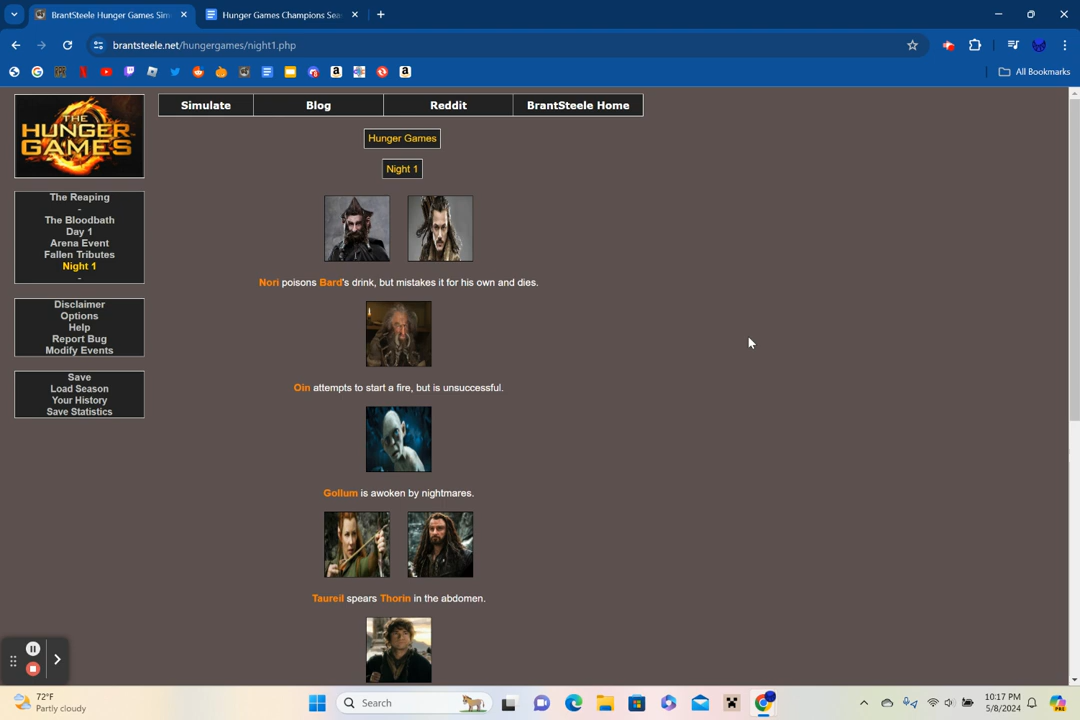 BrantSteele Hunger Games Sim
Hunger Games Champions Sea
brantsteele.net/hungergames/night1.php
All Bookmarks
THE
HUNGER
GAMES
Simulate
Blog
Reddit
BrantSteele Home
Hunger Games
Night 1
The Reaping
-
The Bloodbath
Day 1
Arena Event
Fallen Tributes
Night 1
-
Disclaimer
Options
Help
Report Bug
Modify Events
Save
Load Season
Your History
Save Statistics
Nori poisons Bard's drink, but mistakes it for his own and dies.
Oin attempts to start a fire, but is unsuccessful.
Gollum is awoken by nightmares.
Taureil spears Thorin in the abdomen.
72°F
Partly cloudy
Search
10:17 PM
5/8/2024